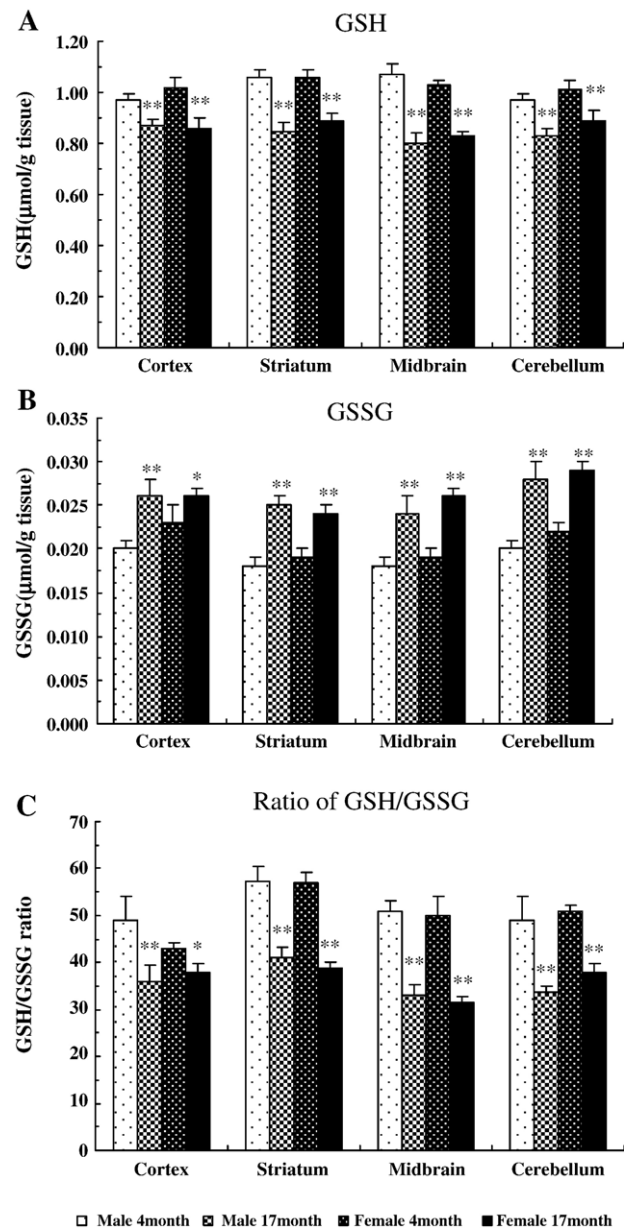 A
GSH
GSH(μmol/g tissue)
1.20
1.00
0.80
0.60
0.40
0.20
0.00
** ** ** ** ** ** ** **
Cortex Striatum Midbrain Cerebellum
B
GSSG
GSSG(μmol/g tissue)
0.035
0.030
0.025
0.020
0.015
0.010
0.005
0.000
** * ** ** ** ** ** **
Cortex Striatum Midbrain Cerebellum
C
Ratio of GSH/GSSG
GSH/GSSG ratio
70
60
50
40
30
20
10
0
** * ** ** ** ** ** **
Cortex Striatum Midbrain Cerebellum
Male 4month Male 17month Female 4month Female 17month